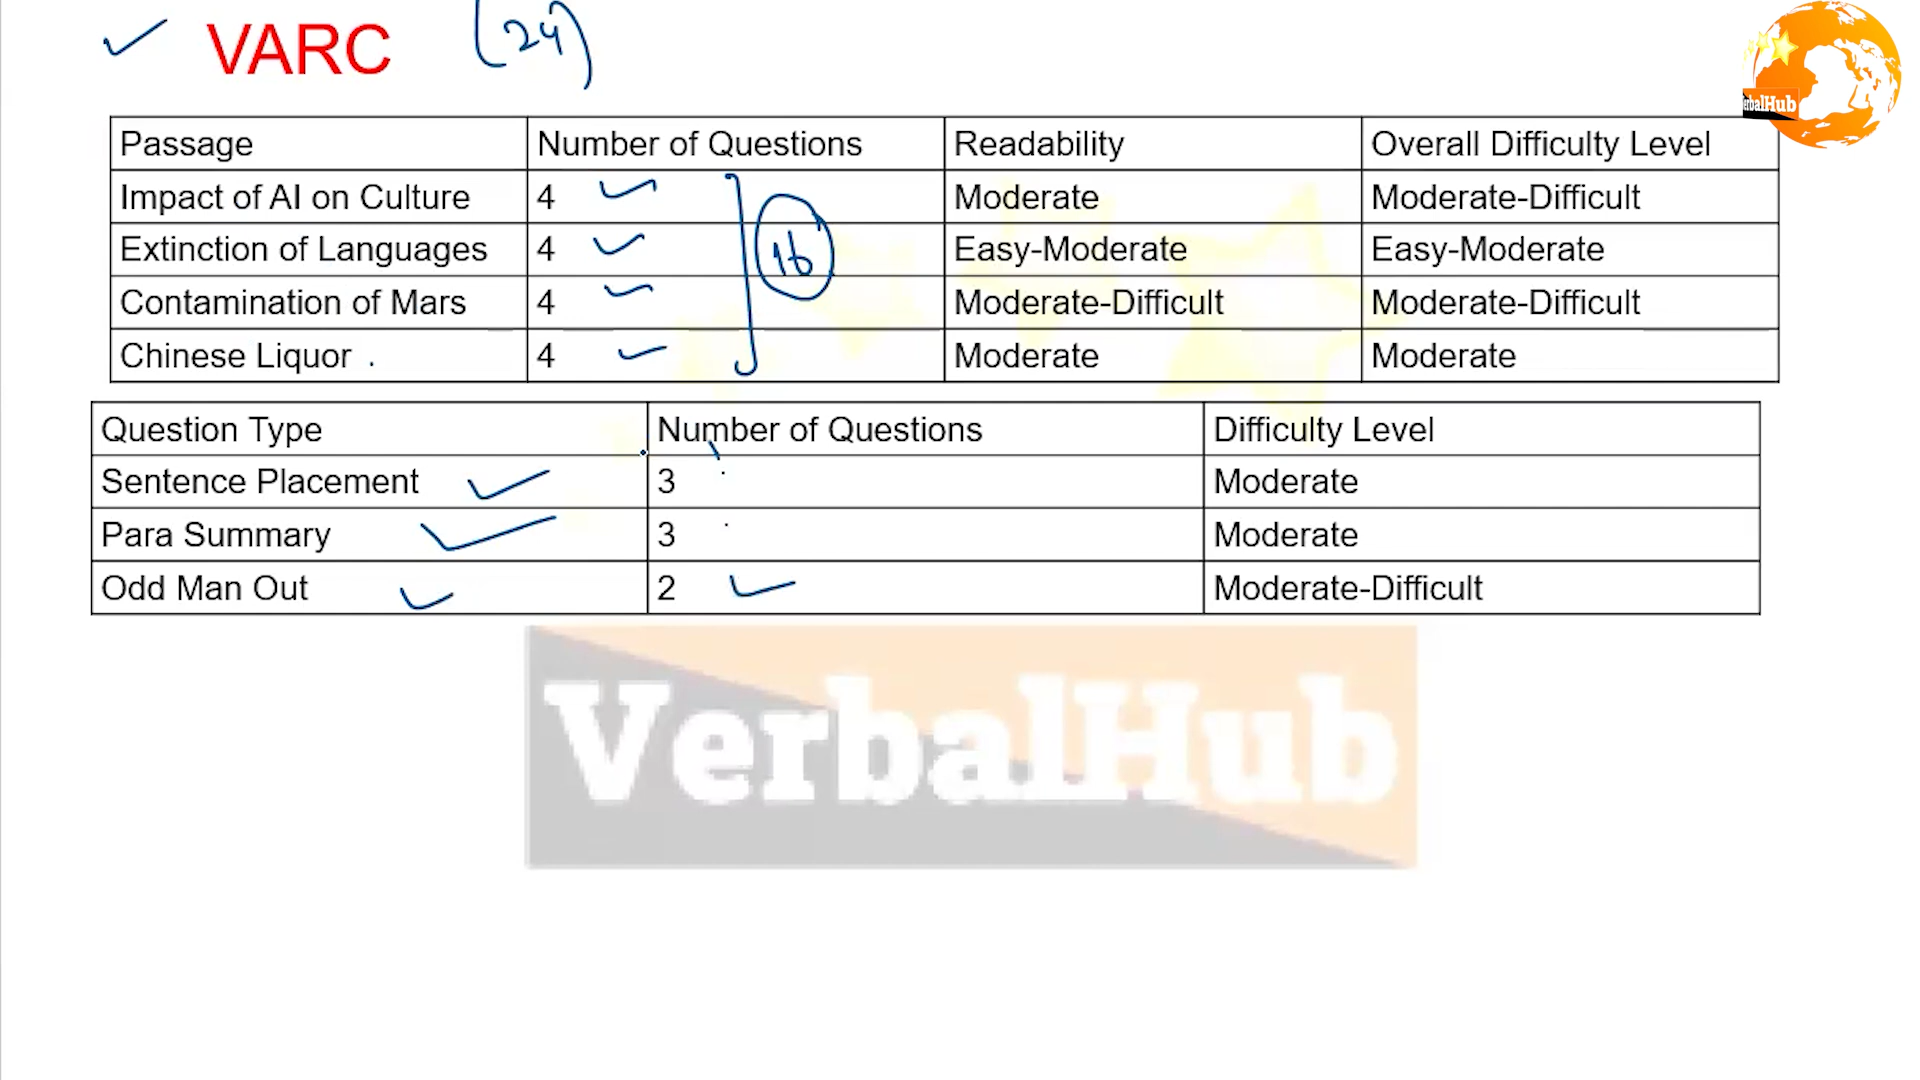 ✓ VARC (24)
Passage Number of Questions Readability Overall Difficulty Level
Impact of AI on Culture 4 ✓ Moderate Moderate-Difficult
Extinction of Languages 4 ✓ 16 Easy-Moderate Easy-Moderate
Contamination of Mars 4 ✓ Moderate-Difficult Moderate-Difficult
Chinese Liquor 4 ✓ Moderate Moderate
Question Type Number of Questions Difficulty Level
Sentence Placement ✓ 3 Moderate
Para Summary ✓ 3 Moderate
Odd Man Out ✓ 2 ✓ Moderate-Difficult
VerbalHub
erbalHub